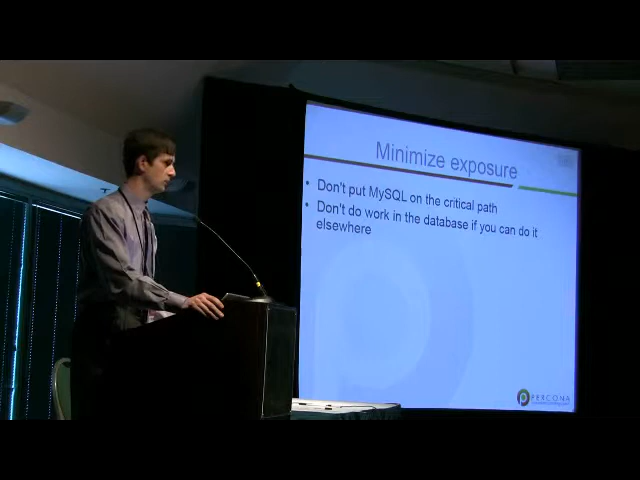 Minimize exposure
• Don't put MySQL on the critical path
• Don't do work in the database if you can do it
elsewhere
PERCONA